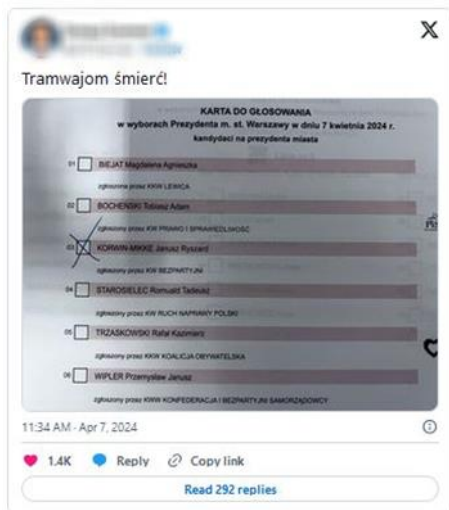 Tramwajom śmierć!
KARTA DO GŁOSOWANIA
w wyborach Prezydenta m. st. Warszawy w dniu 7 kwietnia 2024 r.
kandydaci na prezydenta miasta
01 BIEJAT Magdalena Agnieszka
zgłoszona przez KKW LEWICA
02 BOCHEŃSKI Tobiasz Adam
zgłoszony przez KW PRAWO I SPRAWIEDLIWOŚĆ
03 KORWIN-MIKKE Janusz Ryszard
zgłoszony przez KW BEZPARTYJNI
04 STAROSIELEC Romuald Tadeusz
zgłoszony przez KW RUCH NAPRAWY POLSKI
05 TRZASKOWSKI Rafał Kazimierz
zgłoszony przez KKW KOALICJA OBYWATELSKA
06 WIPLER Przemysław Janusz
zgłoszony przez KWW KONFEDERACJA I BEZPARTYJNI SAMORZĄDOWCY
11:34 AM · Apr 7, 2024
1.4K Reply Copy link
Read 292 replies